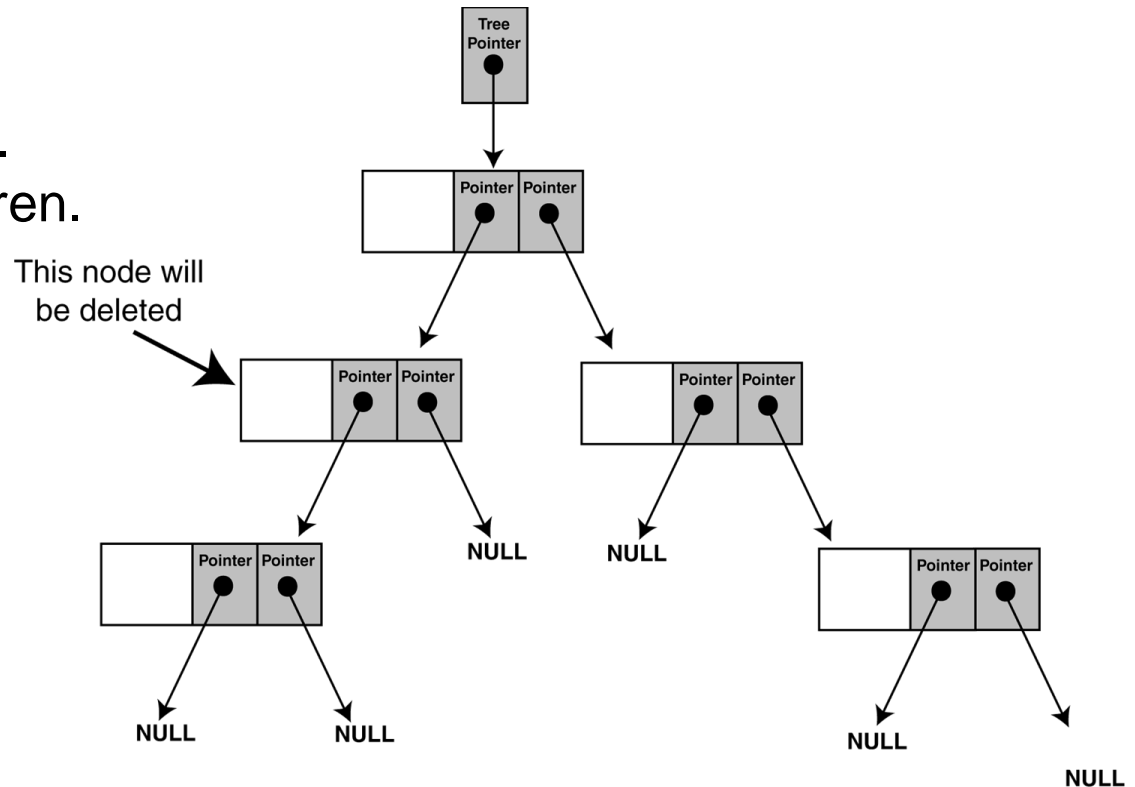 Tree
Pointer
.
ren.
Pointer Pointer
This node will
be deleted
Pointer Pointer
Pointer Pointer
NULL
NULL
Pointer Pointer
Pointer Pointer
NULL
NULL
NULL
NULL